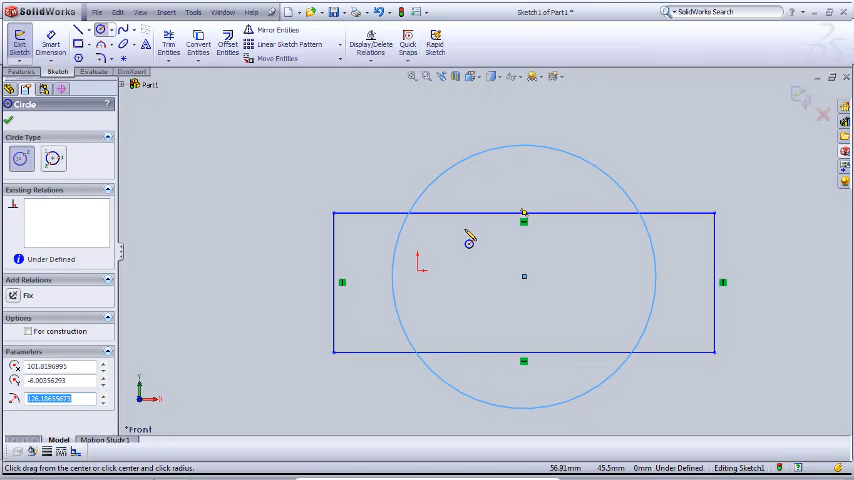 SolidWorks File Edit View Insert Tools Window Help Sketch1 of Part1 * SolidWorks Search
Exit Sketch Smart Dimension Trim Entities Convert Entities Offset Entities Mirror Entities Linear Sketch Pattern Move Entities Display/Delete Relations Quick Snaps Rapid Sketch
Features Sketch Evaluate DimXpert
Part1
Circle ?
Circle Type
Existing Relations
Under Defined
Add Relations
Fix
Options
For construction
Parameters
101.8196995
-6.00356293
126.18655673
Y
X
*Front
Model Motion Study 1
Click drag from the center or click center and click radius. 56.91mm 45.5mm 0m Under Defined Editing Sketch1